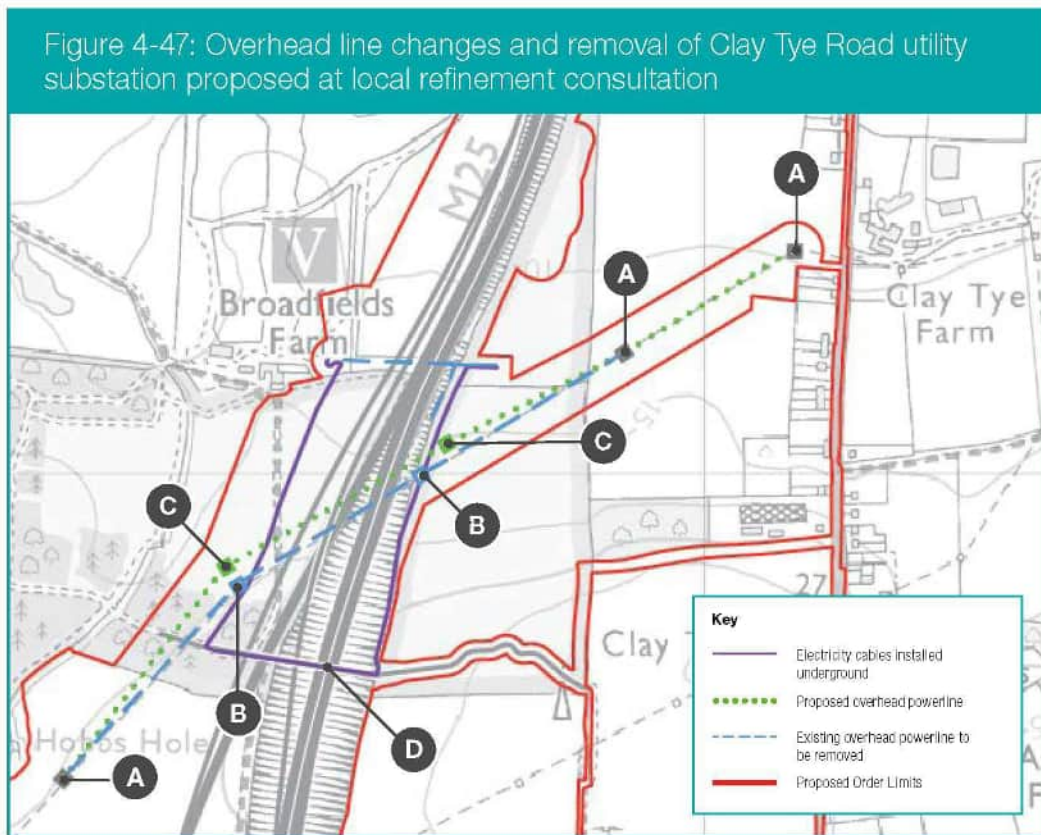 Figure 4-47: Overhead line changes and removal of Clay Tye Road utility
substation proposed at local refinement consultation
M25
A
V
A
Broadfields
Farm
Clay Tye
Farm
C
C
15
B
B
27
Clay
D
Hobbs Hole
A
Key
Electricity cables installed
underground
Proposed overhead powerline
Existing overhead powerline to
be removed
Proposed Order Limits